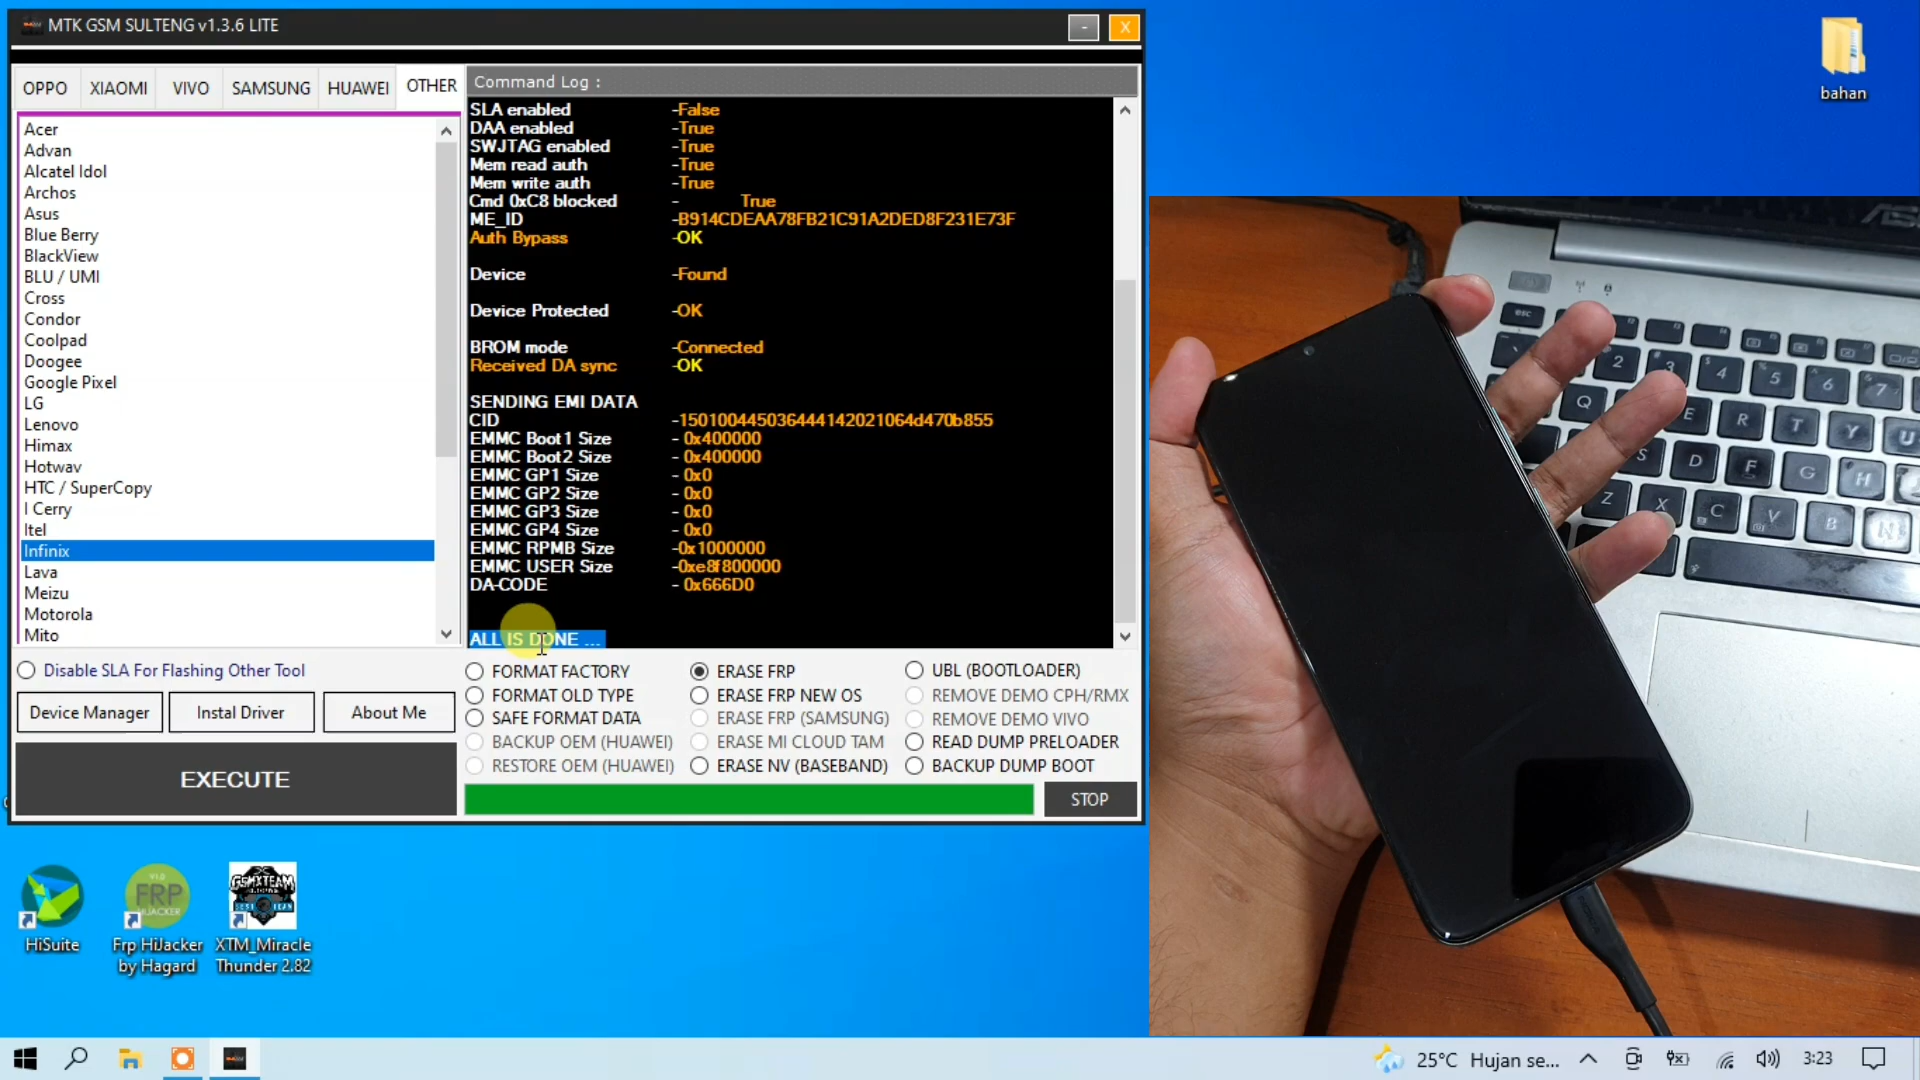 MTK GSM SULTENG v1.3.6 LITE
-
X
bahan
OPPO
XIAOMI
VIVO
SAMSUNG
HUAWEI
OTHER
Command Log :
Acer
Advan
Alcatel Idol
Archos
Asus
Blue Berry
BlackView
BLU / UMI
Cross
Condor
Coolpad
Doogee
Google Pixel
LG
Lenovo
Himax
Hotwav
HTC / SuperCopy
I Cerry
Itel
Infinix
Lava
Meizu
Motorola
Mito
SLA enabled -False
DAA enabled -True
SWJTAG enabled -True
Mem read auth -True
Mem write auth -True
Cmd 0xC8 blocked - True
ME_ID -B914CDEAA78FB21C91A2DED8F231E73F
Auth Bypass -OK
Device -Found
Device Protected -OK
BROM mode -Connected
Received DA sync -OK
SENDING EMI DATA
CID -150100445036444142021064d470b855
EMMC Boot1 Size - 0x400000
EMMC Boot2 Size - 0x400000
EMMC GP1 Size - 0x0
EMMC GP2 Size - 0x0
EMMC GP3 Size - 0x0
EMMC GP4 Size - 0x0
EMMC RPMB Size -0x1000000
EMMC USER Size -0xe8f800000
DA-CODE - 0x666D0
ALL IS DONE ...
Disable SLA For Flashing Other Tool
Device Manager
Instal Driver
About Me
EXECUTE
FORMAT FACTORY
FORMAT OLD TYPE
SAFE FORMAT DATA
BACKUP OEM (HUAWEI)
RESTORE OEM (HUAWEI)
ERASE FRP
ERASE FRP NEW OS
ERASE FRP (SAMSUNG)
ERASE MI CLOUD TAM
ERASE NV (BASEBAND)
UBL (BOOTLOADER)
REMOVE DEMO CPH/RMX
REMOVE DEMO VIVO
READ DUMP PRELOADER
BACKUP DUMP BOOT
STOP
HiSuite
Frp HiJacker
by Hagard
XTM_Miracle
Thunder 2.82
FRP
25°C Hujan se...
3:23
esc
2 3 4 5 6 7
Q E R T Y U
S D F G H
Z X C V B N